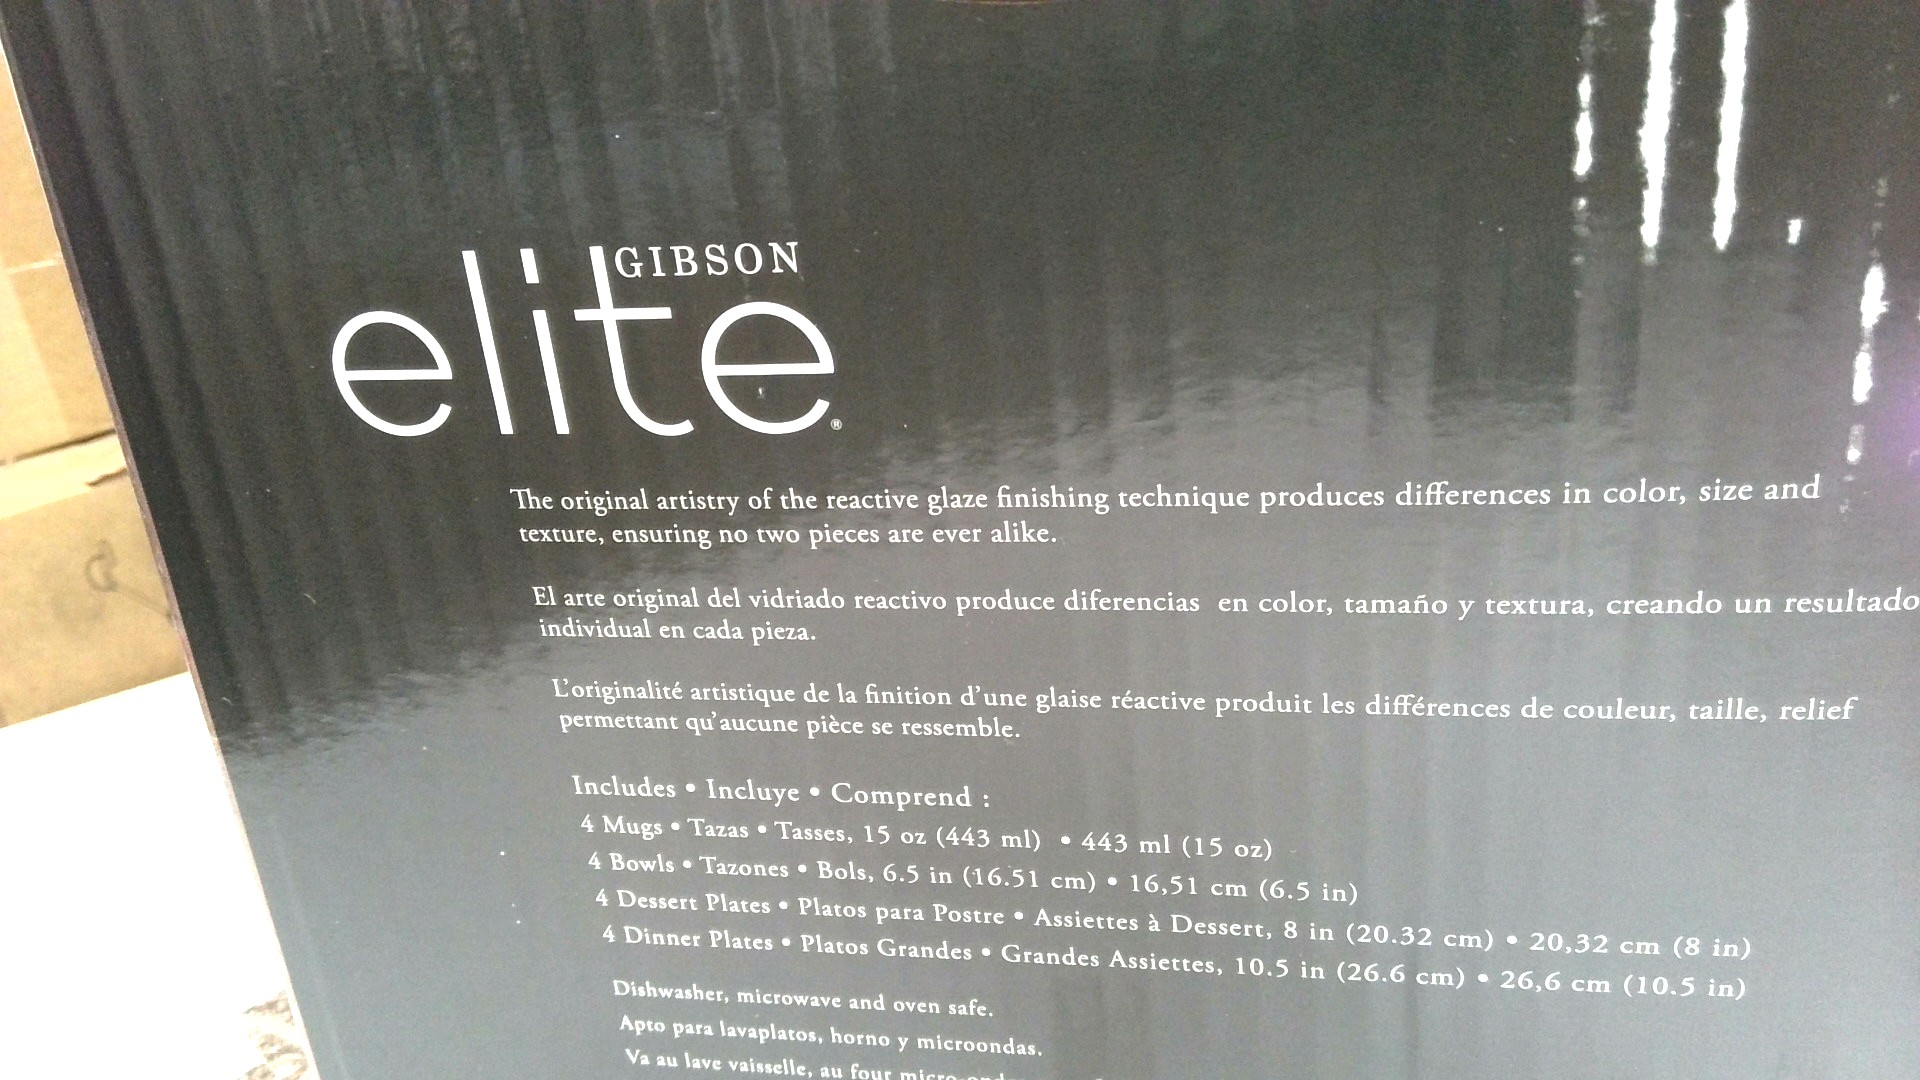 GIBSON
elite®
The original artistry of the reactive glaze finishing technique produces differences in color, size and
texture, ensuring no two pieces are ever alike.
El arte original del vidriado reactivo produce diferencias en color, tamaño y textura, creando un resultado
individual en cada pieza.
L'originalité artistique de la finition d'une glaise réactive produit les différences de couleur, taille, relief
permettant qu'aucune pièce se ressemble.
Includes • Incluye • Comprend :
4 Mugs • Tazas • Tasses, 15 oz (443 ml) • 443 ml (15 oz)
4 Bowls • Tazones • Bols, 6.5 in (16.51 cm) • 16,51 cm (6.5 in)
4 Dessert Plates • Platos para Postre • Assiettes à Dessert, 8 in (20.32 cm) • 20,32 cm (8 in)
4 Dinner Plates • Platos Grandes • Grandes Assiettes, 10.5 in (26.6 cm) • 26,6 cm (10.5 in)
Dishwasher, microwave and oven safe.
Apto para lavaplatos, horno y microondas.
Va au lave vaisselle, au four